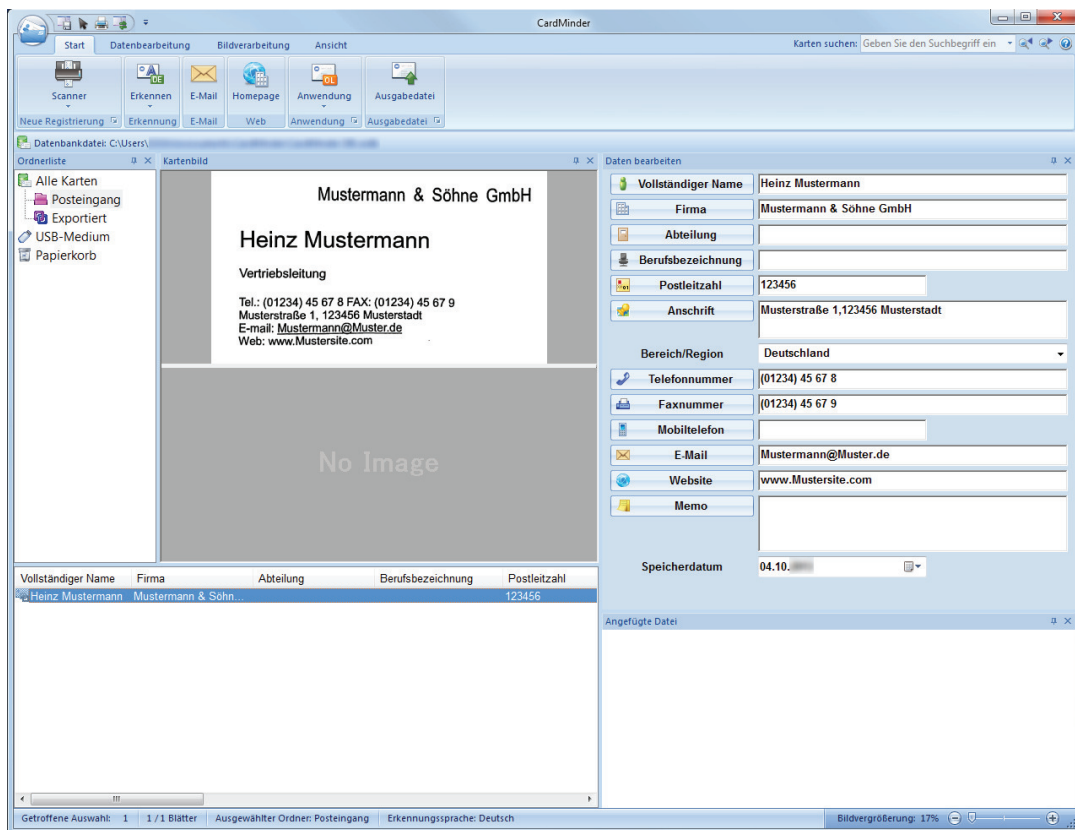 CardMinder
Start Datenbearbeitung Bildverarbeitung Ansicht
Karten suchen: Geben Sie den Suchbegriff ein
Scanner Erkennen E-Mail Homepage Anwendung Ausgabedatei
Neue Registrierung Erkennung E-Mail Web Anwendung Ausgabedatei
Datenbankdatei: C:\Users\
Ordnerliste
Alle Karten
Posteingang
Exportiert
USB-Medium
Papierkorb
Kartenbild
Mustermann & Söhne GmbH
Heinz Mustermann
Vertriebsleitung
Tel.: (01234) 45 67 8 FAX: (01234) 45 67 9
Musterstraße 1, 123456 Musterstadt
E-mail: Mustermann@Muster.de
Web: www.Mustersite.com
No Image
Daten bearbeiten
Vollständiger Name Heinz Mustermann
Firma Mustermann & Söhne GmbH
Abteilung
Berufsbezeichnung
Postleitzahl 123456
Anschrift Musterstraße 1,123456 Musterstadt
Bereich/Region Deutschland
Telefonnummer (01234) 45 67 8
Faxnummer (01234) 45 67 9
Mobiltelefon
E-Mail Mustermann@Muster.de
Website www.Mustersite.com
Memo
Speicherdatum 04.10.
Vollständiger Name Firma Abteilung Berufsbezeichnung Postleitzahl
Heinz Mustermann Mustermann & Söhn... 123456
Angefügte Datei
Getroffene Auswahl: 1 1 / 1 Blätter Ausgewählter Ordner: Posteingang Erkennungssprache: Deutsch
Bildvergrößerung: 17%